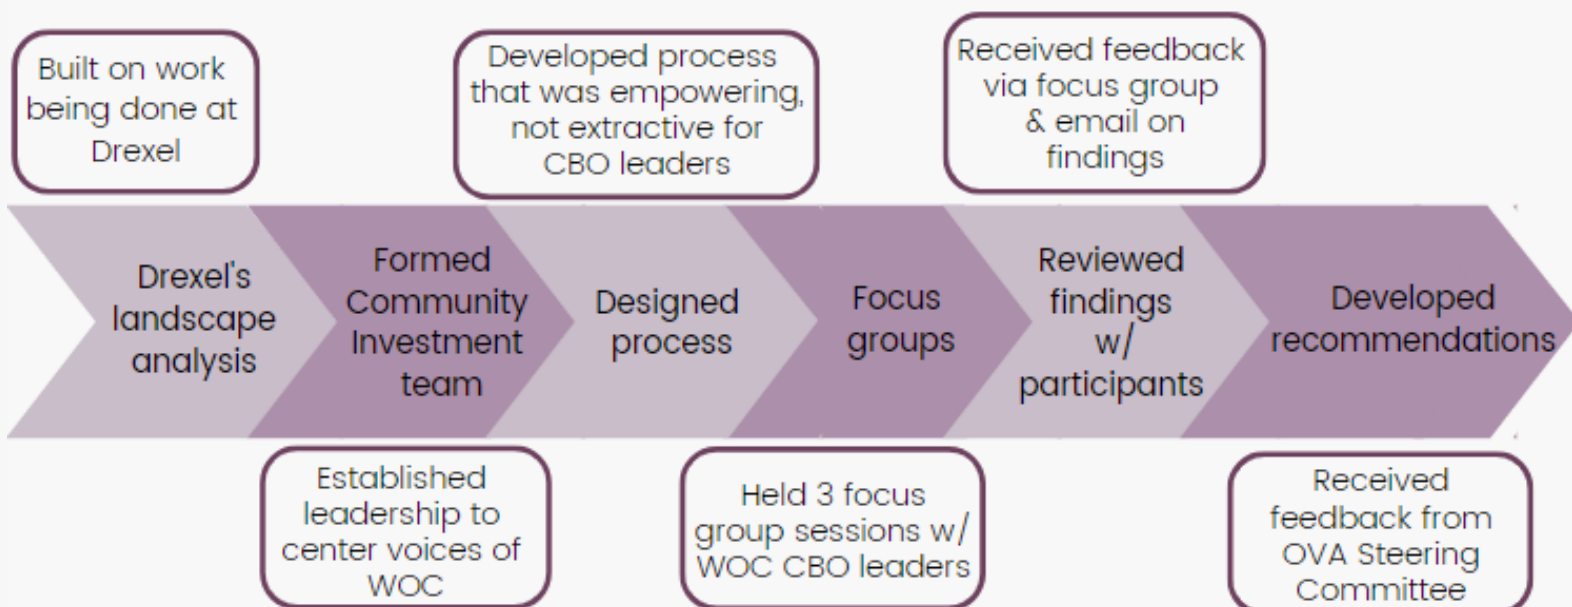 Built on work
being done at
Drexel
Developed process
that was empowering,
not extractive for
CBO leaders
Received feedback
via focus group
& email on
findings
Drexel's
landscape
analysis
Formed
Community
Investment
team
Designed
process
Focus
groups
Reviewed
findings
w/
participants
Developed
recommendations
Established
leadership to
center voices of
WOC
Held 3 focus
group sessions w/
WOC CBO leaders
Received
feedback from
OVA Steering
Committee